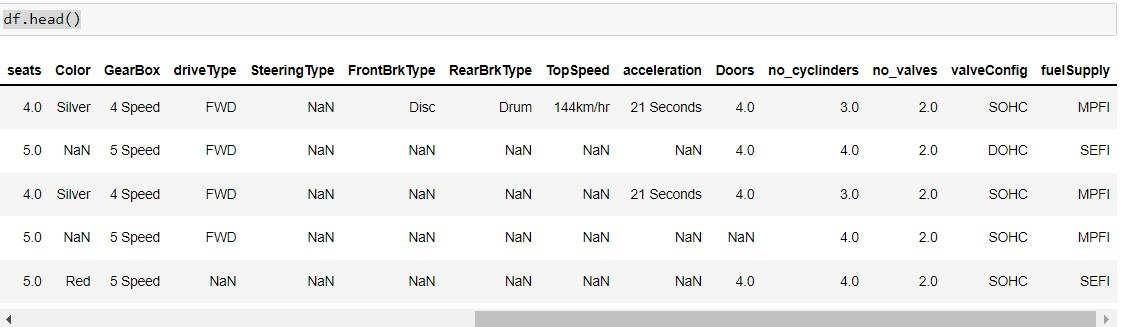 df.head()
seats Color GearBox driveType SteeringType FrontBrkType RearBrkType TopSpeed acceleration Doors no_cyclinders no_valves valveConfig fuelSupply
4.0 Silver 4 Speed FWD NaN Disc Drum 144km/hr 21 Seconds 4.0 3.0 2.0 SOHC MPFI
5.0 NaN 5 Speed FWD NaN NaN NaN NaN NaN 4.0 4.0 2.0 DOHC SEFI
4.0 Silver 4 Speed FWD NaN NaN NaN NaN 21 Seconds 4.0 3.0 2.0 SOHC MPFI
5.0 NaN 5 Speed FWD NaN NaN NaN NaN NaN NaN 4.0 2.0 SOHC MPFI
5.0 Red 5 Speed NaN NaN NaN NaN NaN NaN 4.0 4.0 2.0 SOHC SEFI